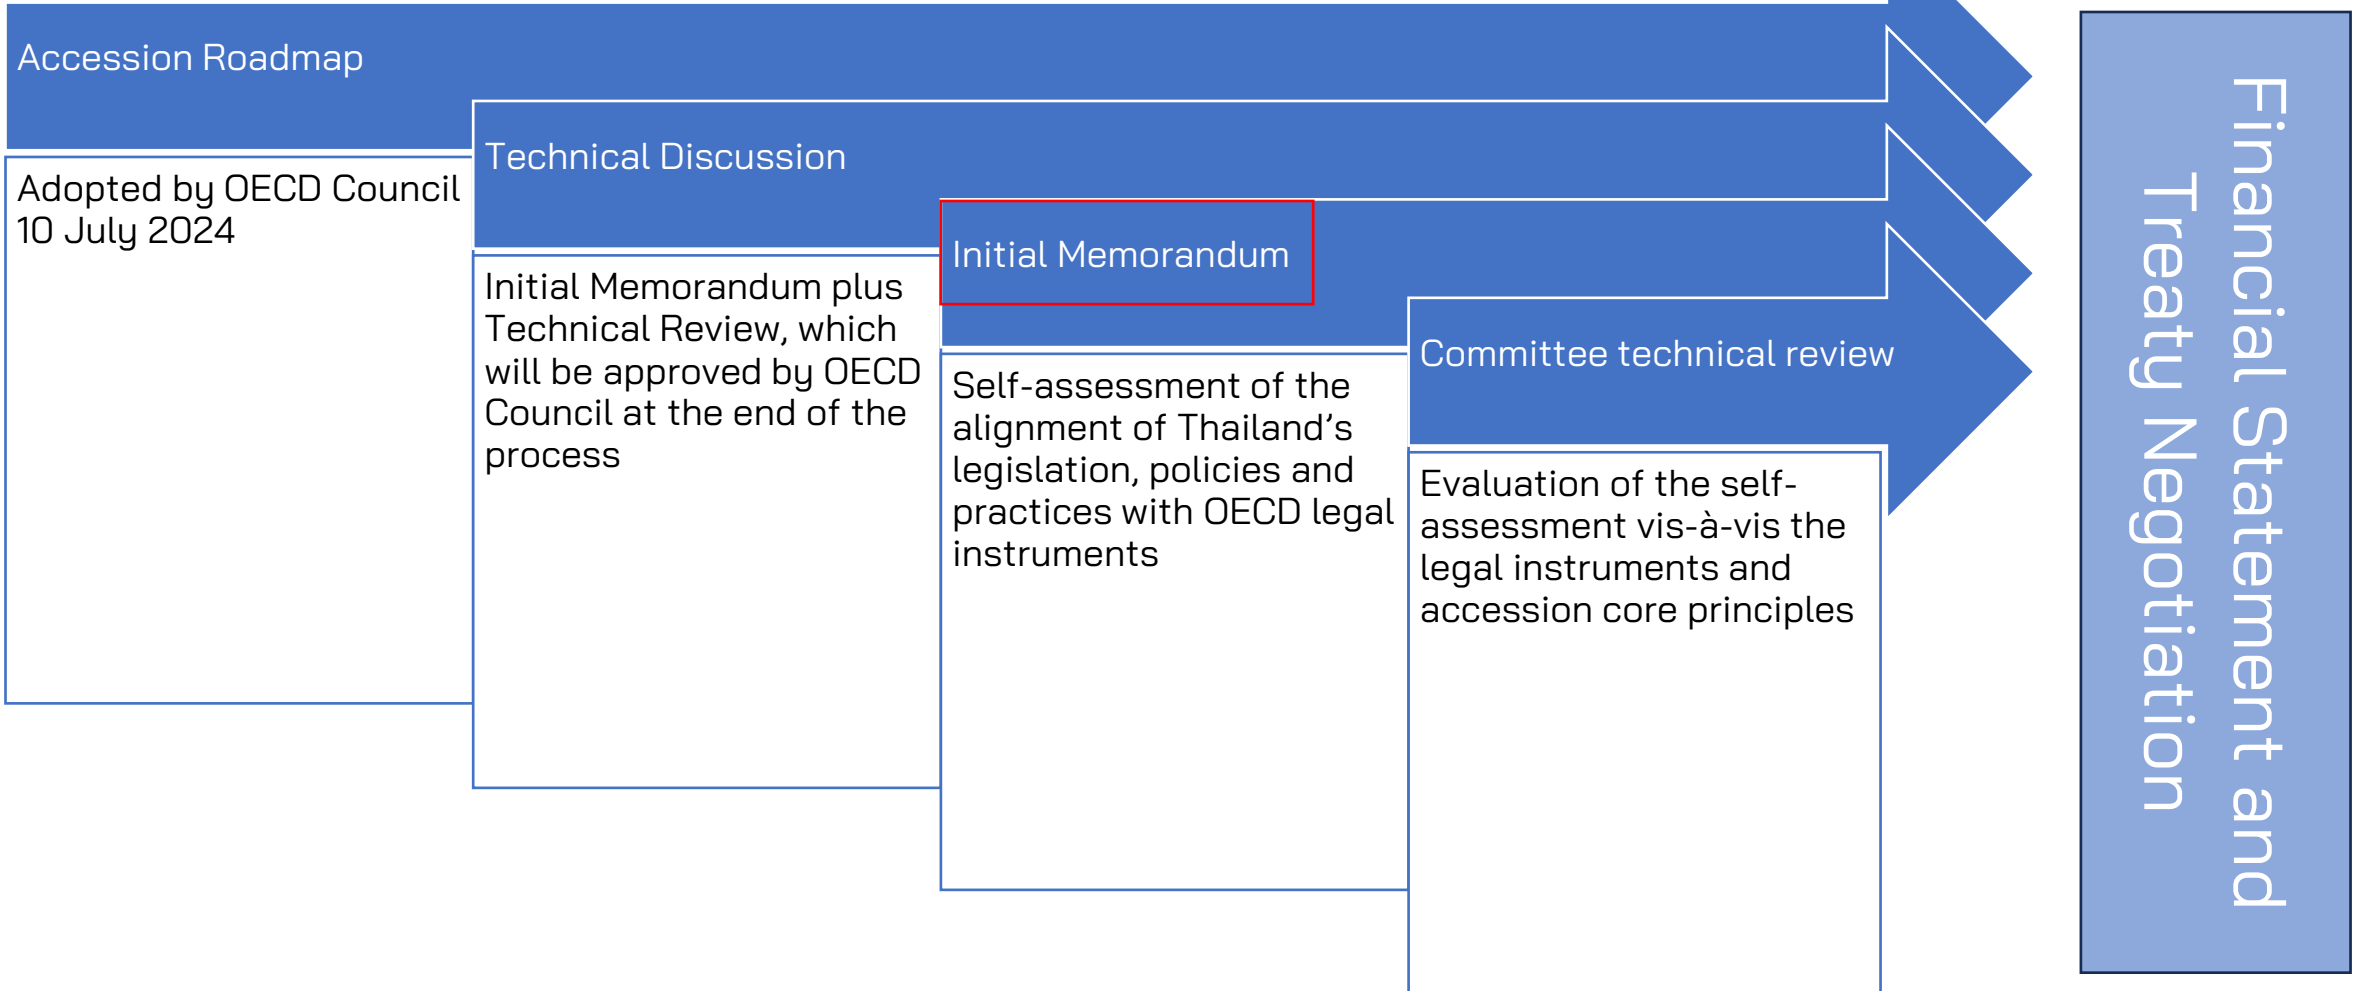 Accession Roadmap
Adopted by OECD Council
10 July 2024
Technical Discussion
Initial Memorandum plus
Technical Review, which
will be approved by OECD
Council at the end of the
process
Initial Memorandum
Self-assessment of the
alignment of Thailand’s
legislation, policies and
practices with OECD legal
instruments
Committee technical review
Evaluation of the self-
assessment vis-à-vis the
legal instruments and
accession core principles
Financial Statement and
Treaty Negotiation